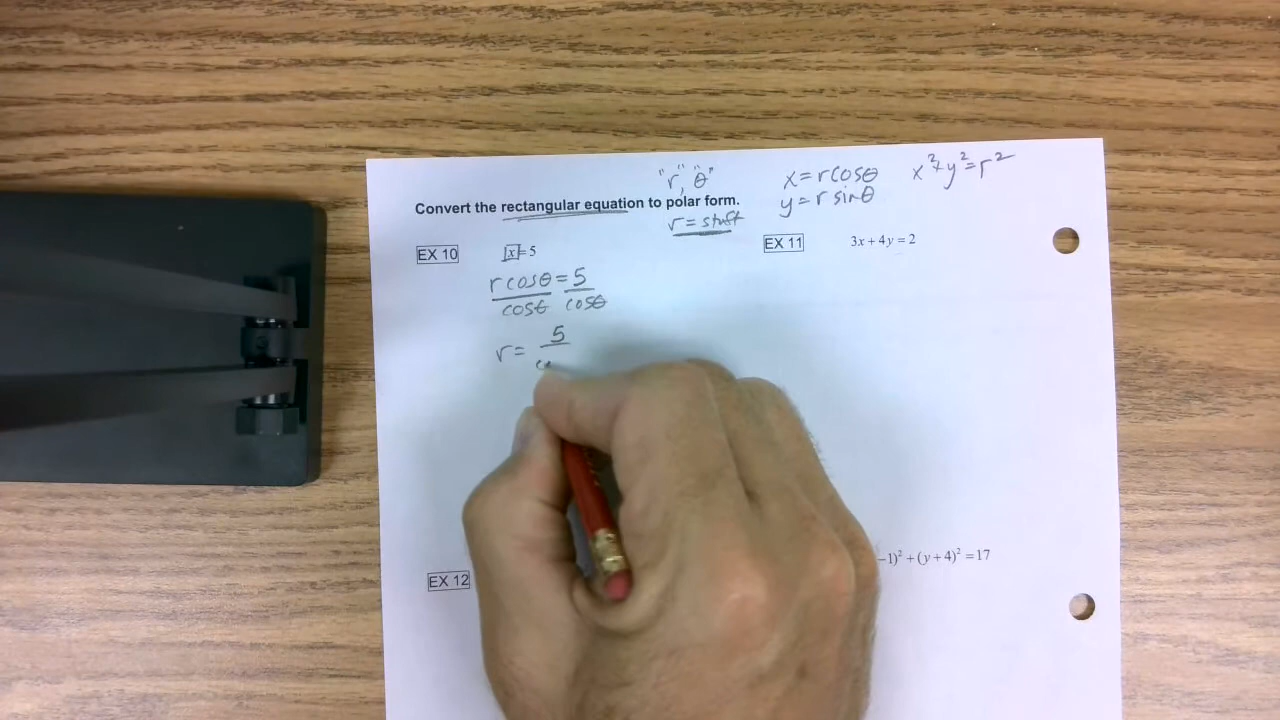 "r", "θ"
x = r cos θ x² + y² = r²
y = r sin θ
Convert the rectangular equation to polar form.
r = stuff
EX 10 x = 5
r cos θ = 5
cos θ cos θ
r = 5
co
EX 11 3x + 4y = 2
EX 12
−1)² + (y + 4)² = 17